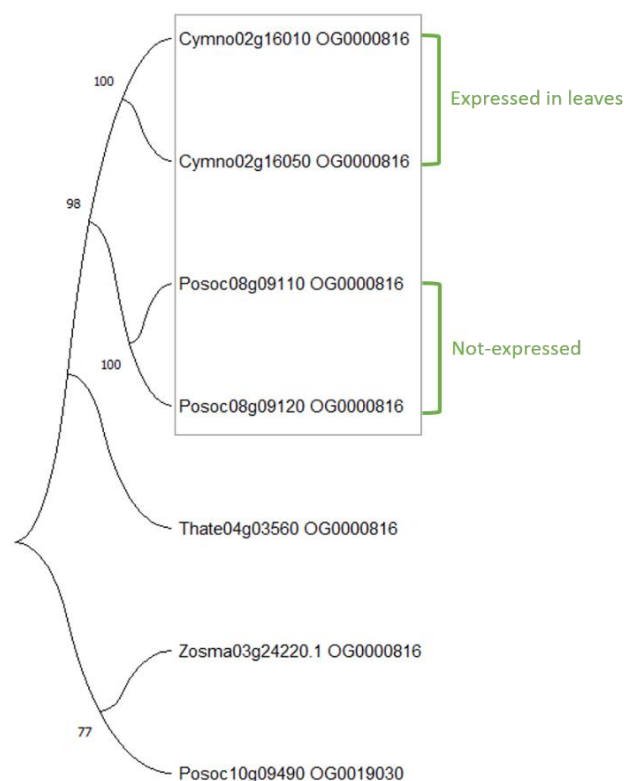 Cymno02g16010 OG0000816
100
Expressed in leaves
Cymno02g16050 OG0000816
98
Posoc08g09110 OG0000816
Not-expressed
100
Posoc08g09120 OG0000816
Thate04g03560 OG0000816
Zosma03g24220.1 OG0000816
77
Posoc10g09490 OG0019030